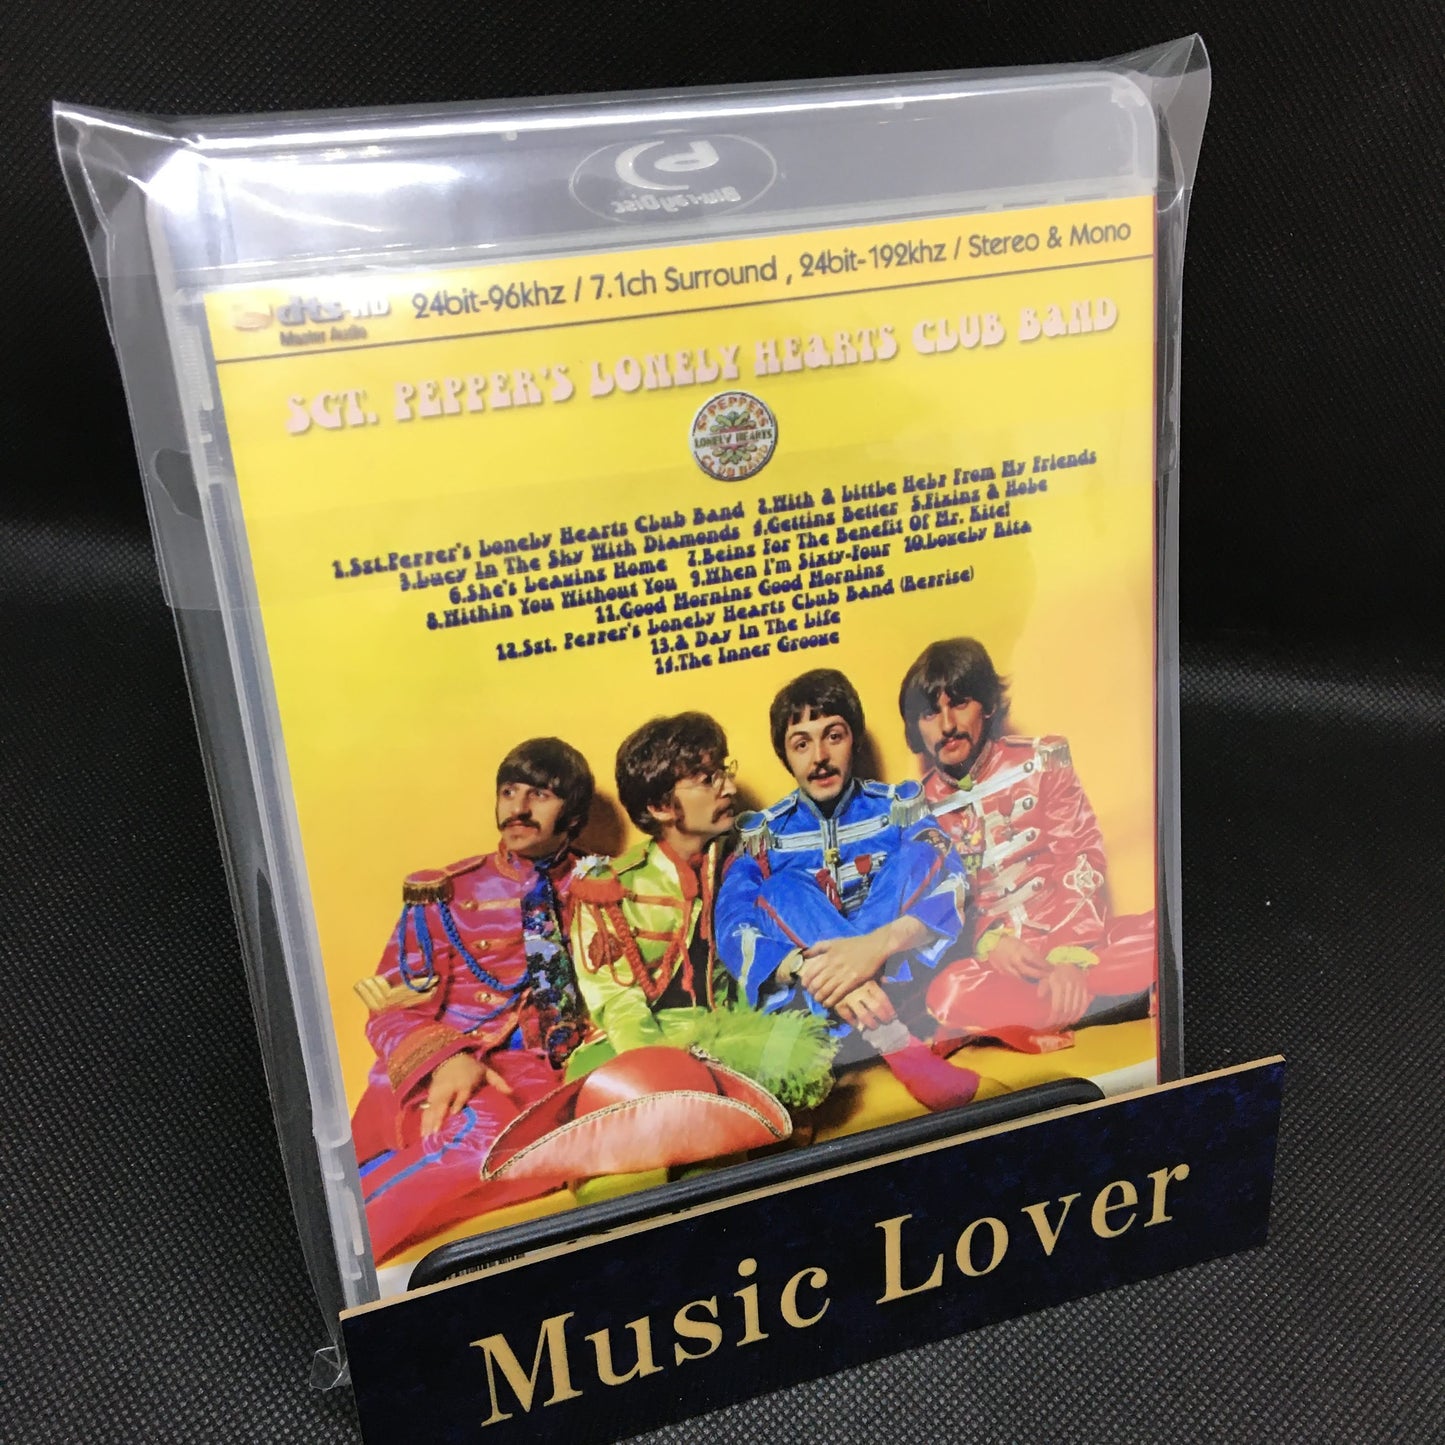 Blu-ray Disc
dts-HD 24bit-96khz / 7.1ch Surround , 24bit-192khz / Stereo & Mono
Master Audio
SGT. PEPPER'S LONELY HEARTS CLUB BAND
SGT PEPPERS
LONELY HEARTS
CLUB BAND
1.Sgt.Pepper's Lonely Hearts Club Band 2.With A Little Help From My Friends
3.Lucy In The Sky With Diamonds 4.Getting Better 5.Fixing A Hole
6.She's Leaving Home 7.Being For The Benefit Of Mr. Kite!
8.Within You Without You 9.When I'm Sixty-Four 10.Lovely Rita
11.Good Morning Good Morning
12.Sgt. Pepper's Lonely Hearts Club Band (Reprise)
13.A Day In The Life
14.The Inner Groove
Music Lover